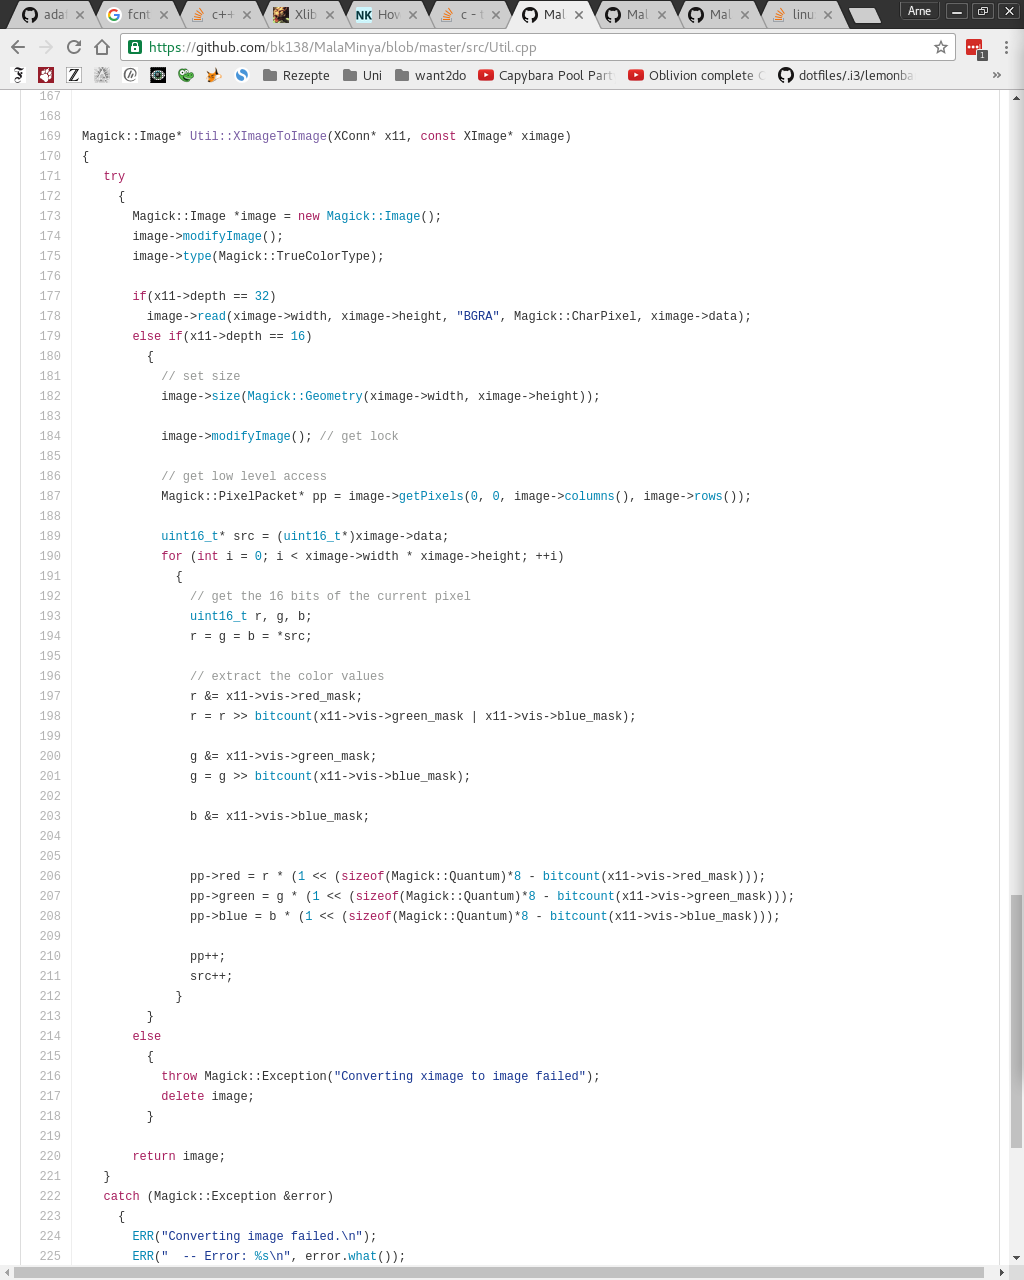 adaf
fcnt
c++
Xlib
NK How
c - t
Mal
Mal
Mal
linu
Arne
https://github.com/bk138/MalaMinya/blob/master/src/Util.cpp
1
Rezepte
Uni
want2do
Capybara Pool Part
Oblivion complete
dotfiles/.i3/lemonba
»
167
168
169 Magick::Image* Util::XImageToImage(XConn* x11, const XImage* ximage)
170 {
171 try
172 {
173 Magick::Image *image = new Magick::Image();
174 image->modifyImage();
175 image->type(Magick::TrueColorType);
176
177 if(x11->depth == 32)
178 image->read(ximage->width, ximage->height, "BGRA", Magick::CharPixel, ximage->data);
179 else if(x11->depth == 16)
180 {
181 // set size
182 image->size(Magick::Geometry(ximage->width, ximage->height));
183
184 image->modifyImage(); // get lock
185
186 // get low level access
187 Magick::PixelPacket* pp = image->getPixels(0, 0, image->columns(), image->rows());
188
189 uint16_t* src = (uint16_t*)ximage->data;
190 for (int i = 0; i < ximage->width * ximage->height; ++i)
191 {
192 // get the 16 bits of the current pixel
193 uint16_t r, g, b;
194 r = g = b = *src;
195
196 // extract the color values
197 r &= x11->vis->red_mask;
198 r = r >> bitcount(x11->vis->green_mask | x11->vis->blue_mask);
199
200 g &= x11->vis->green_mask;
201 g = g >> bitcount(x11->vis->blue_mask);
202
203 b &= x11->vis->blue_mask;
204
205
206 pp->red = r * (1 << (sizeof(Magick::Quantum)*8 - bitcount(x11->vis->red_mask)));
207 pp->green = g * (1 << (sizeof(Magick::Quantum)*8 - bitcount(x11->vis->green_mask)));
208 pp->blue = b * (1 << (sizeof(Magick::Quantum)*8 - bitcount(x11->vis->blue_mask)));
209
210 pp++;
211 src++;
212 }
213 }
214 else
215 {
216 throw Magick::Exception("Converting ximage to image failed");
217 delete image;
218 }
219
220 return image;
221 }
222 catch (Magick::Exception &error)
223 {
224 ERR("Converting image failed.\n");
225 ERR("  -- Error: %s\n", error.what());